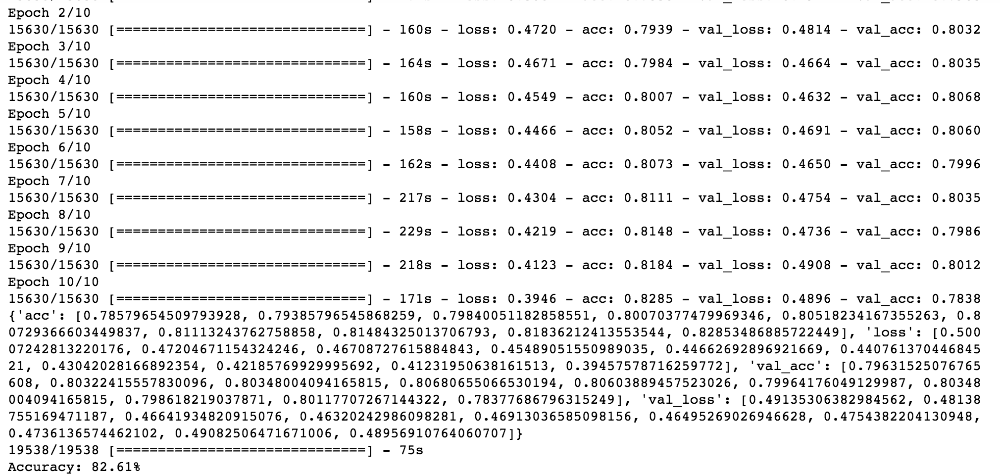 Epoch 2/10
15630/15630 [==============================] - 160s - loss: 0.4720 - acc: 0.7939 - val_loss: 0.4814 - val_acc: 0.8032
Epoch 3/10
15630/15630 [==============================] - 164s - loss: 0.4671 - acc: 0.7984 - val_loss: 0.4664 - val_acc: 0.8035
Epoch 4/10
15630/15630 [==============================] - 160s - loss: 0.4549 - acc: 0.8007 - val_loss: 0.4632 - val_acc: 0.8068
Epoch 5/10
15630/15630 [==============================] - 158s - loss: 0.4466 - acc: 0.8052 - val_loss: 0.4691 - val_acc: 0.8060
Epoch 6/10
15630/15630 [==============================] - 162s - loss: 0.4408 - acc: 0.8073 - val_loss: 0.4650 - val_acc: 0.7996
Epoch 7/10
15630/15630 [==============================] - 217s - loss: 0.4304 - acc: 0.8111 - val_loss: 0.4754 - val_acc: 0.8035
Epoch 8/10
15630/15630 [==============================] - 229s - loss: 0.4219 - acc: 0.8148 - val_loss: 0.4736 - val_acc: 0.7986
Epoch 9/10
15630/15630 [==============================] - 218s - loss: 0.4123 - acc: 0.8184 - val_loss: 0.4908 - val_acc: 0.8012
Epoch 10/10
15630/15630 [==============================] - 171s - loss: 0.3946 - acc: 0.8285 - val_loss: 0.4896 - val_acc: 0.7838
{'acc': [0.78579654509793928, 0.79385796545868259, 0.79840051182858551, 0.80070377479969346, 0.80518234167355263, 0.8
0729366603449837, 0.81113243762758858, 0.81484325013706793, 0.81836212413553544, 0.82853486885722449], 'loss': [0.500
07242813220176, 0.47204671154324246, 0.46708727615884843, 0.45489051550989035, 0.44662692896921669, 0.440761370446845
21, 0.43042028166892354, 0.42185769929995692, 0.41231950638161513, 0.39457578716259772], 'val_acc': [0.79631525076765
608, 0.80322415557830096, 0.80348004094165815, 0.80680655066530194, 0.80603889457523026, 0.79964176049129987, 0.80348
004094165815, 0.798618219037871, 0.80117707267144322, 0.78377686796315249], 'val_loss': [0.49135306382984562, 0.48138
755169471187, 0.46641934820915076, 0.46320242986098281, 0.46913036585098156, 0.46495269026946628, 0.4754382204130948,
0.4736136574462102, 0.49082506471671006, 0.48956910764060707]}
19538/19538 [==============================] - 75s
Accuracy: 82.61%